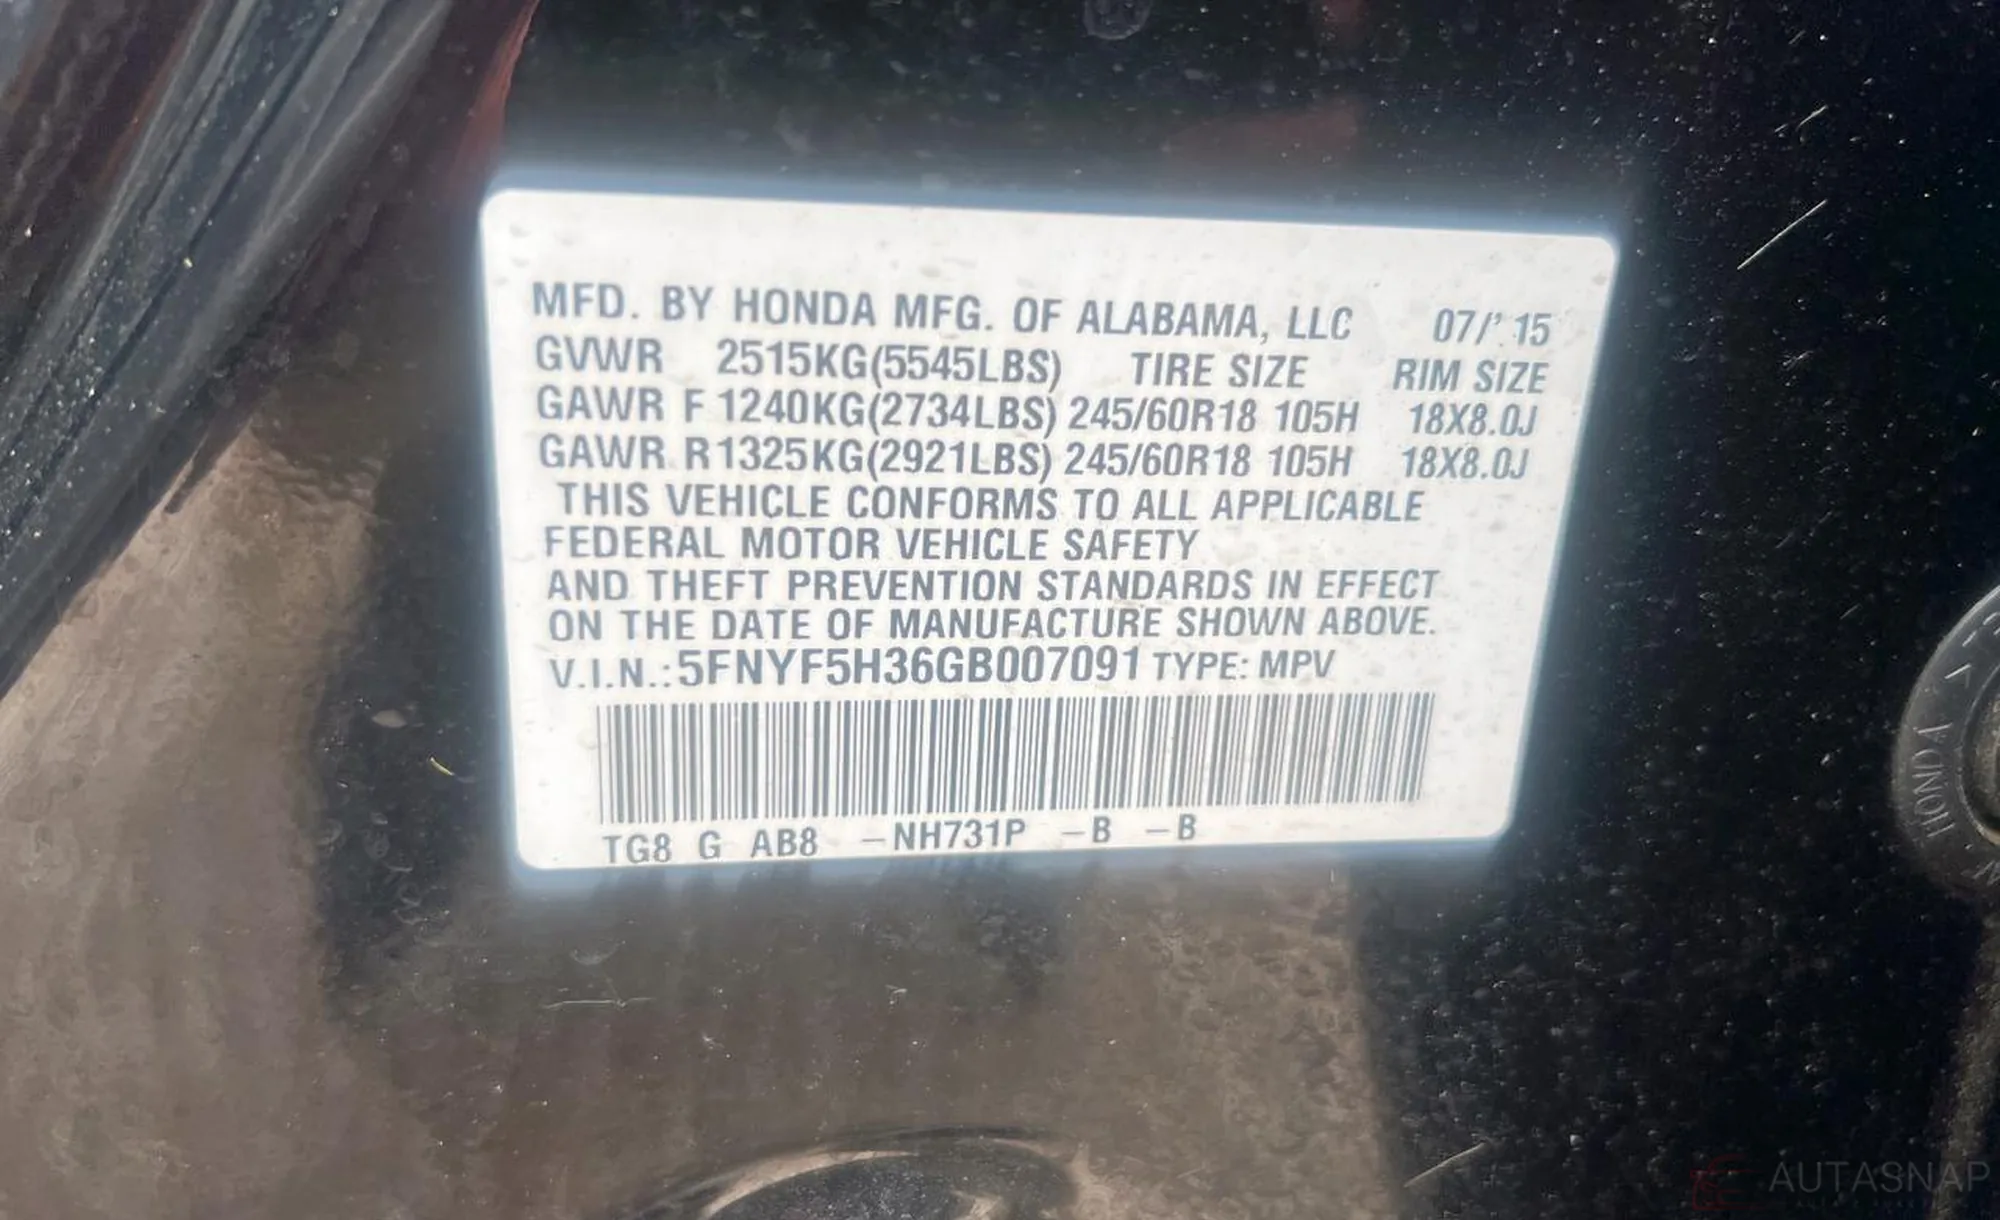 MFD. BY HONDA MFG. OF ALABAMA, LLC 07/'15
GVWR 2515KG(5545LBS) TIRE SIZE RIM SIZE
GAWR F 1240KG(2734LBS) 245/60R18 105H 18X8.0J
GAWR R 1325KG(2921LBS) 245/60R18 105H 18X8.0J
THIS VEHICLE CONFORMS TO ALL APPLICABLE
FEDERAL MOTOR VEHICLE SAFETY
AND THEFT PREVENTION STANDARDS IN EFFECT
ON THE DATE OF MANUFACTURE SHOWN ABOVE.
V.I.N.: 5FNYF5H36GB007091 TYPE: MPV
TG8 G AB8 -NH731P -B -B
HONDA
AUTASNAP